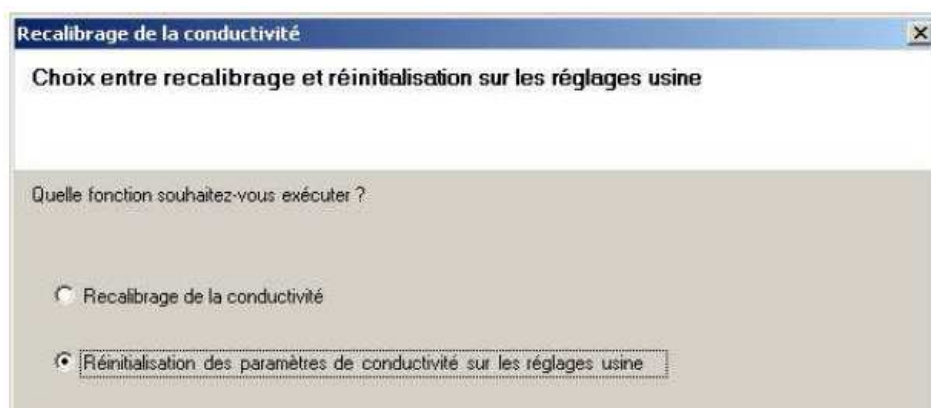 Recalibrage de la conductivité
Choix entre recalibrage et réinitialisation sur les réglages usine
Quelle fonction souhaitez-vous exécuter ?
Recalibrage de la conductivité
Réinitialisation des paramètres de conductivité sur les réglages usine